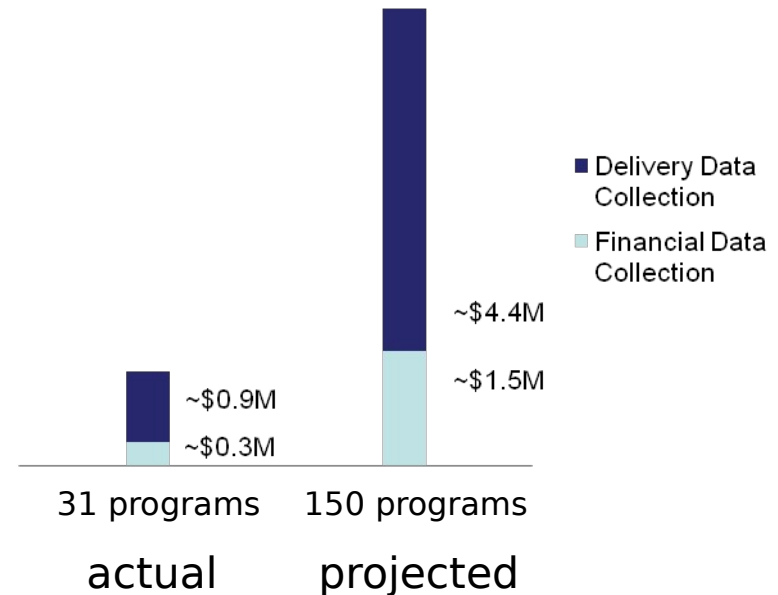 Delivery Data
Collection
Financial Data
Collection
~$4.4M
~$1.5M
~$0.9M
~$0.3M
31 programs
150 programs
actual
projected